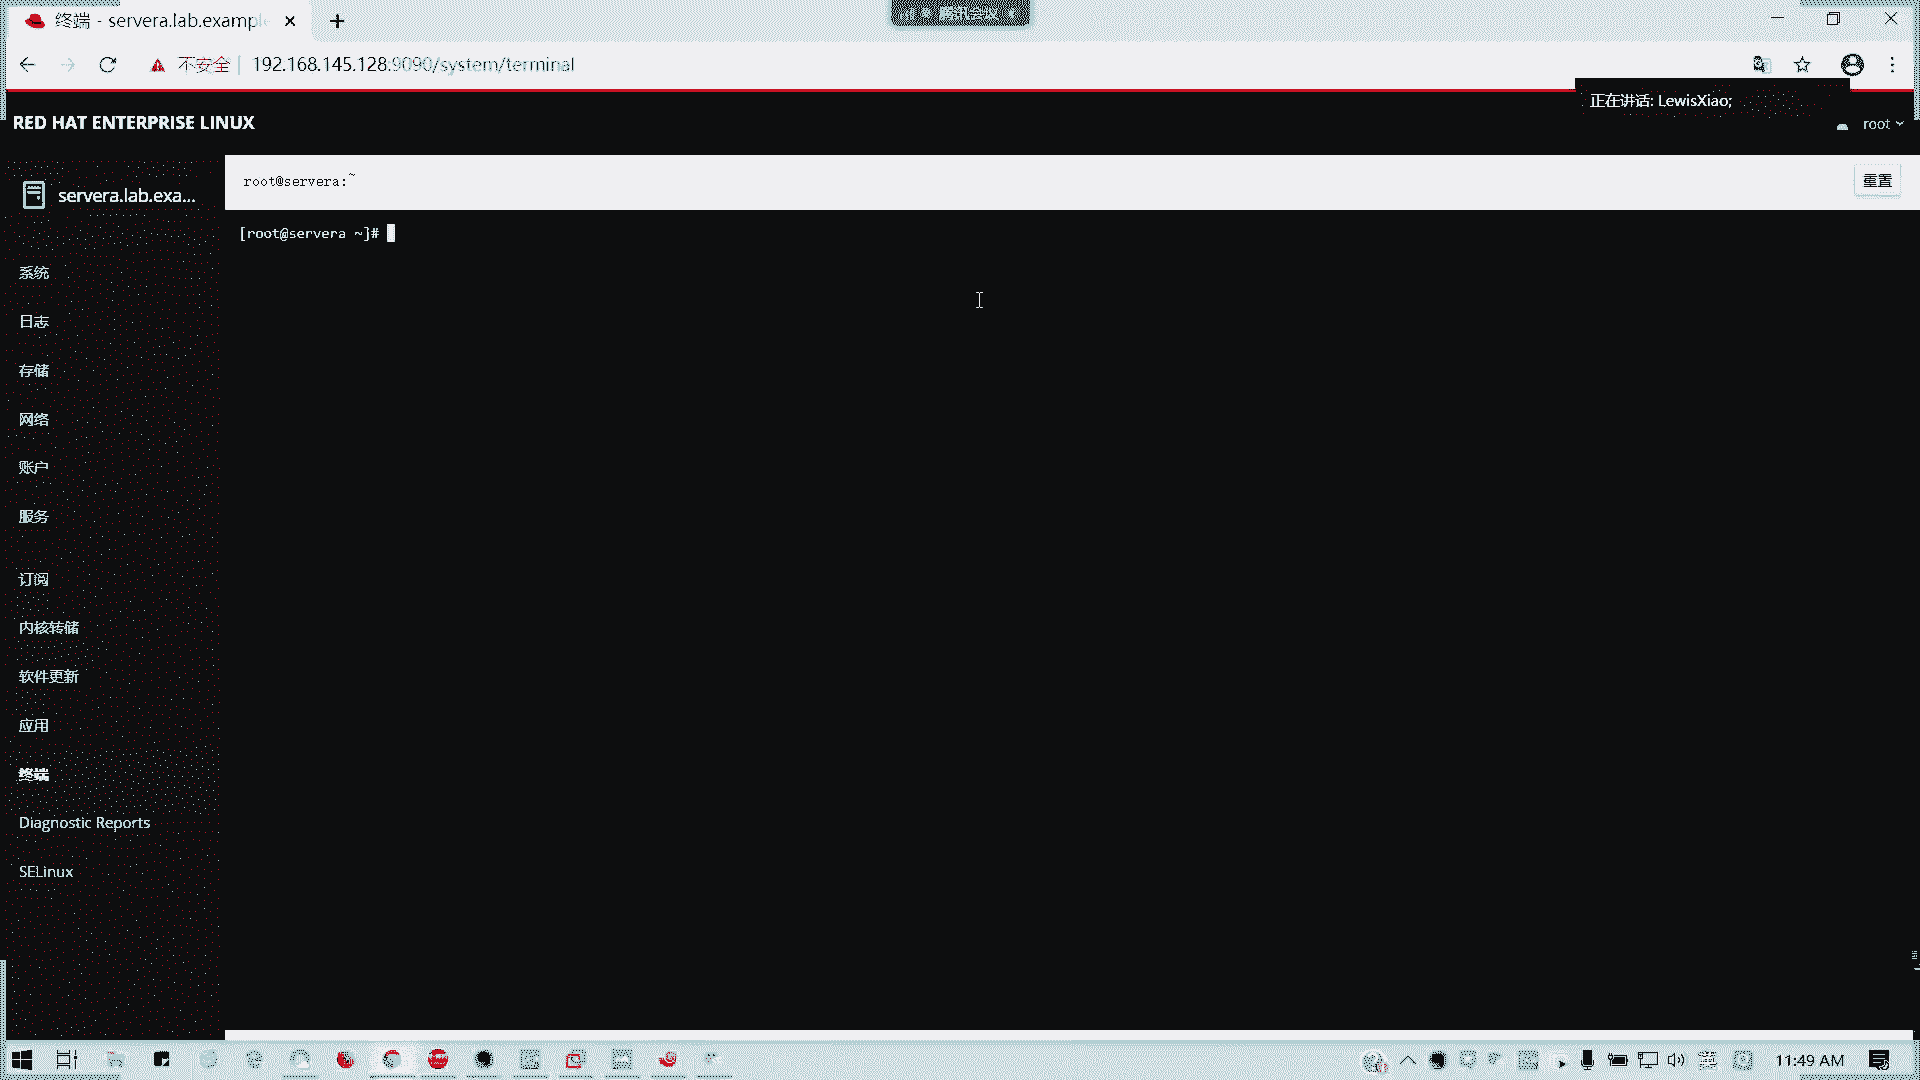 终端 - servera.lab.example
腾讯会议
不安全
192.168.145.128:9090/system/terminal
正在讲话: LewisXiao;
RED HAT ENTERPRISE LINUX
root
servera.lab.exa...
root@servera:~
重置
[root@servera ~]#
系统
日志
存储
网络
账户
服务
订阅
内核转储
软件更新
应用
终端
Diagnostic Reports
SELinux
英
11:49 AM